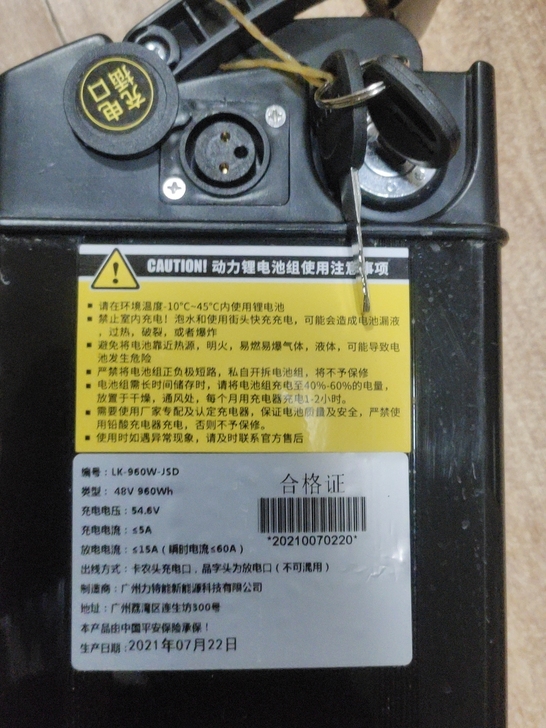 充电插口
CAUTION! 动力锂电池组使用注意事项
▪ 请在环境温度-10°C~45°C内使用锂电池
▪ 禁止室内充电！泡水和使用街头快充充电，可能会造成电池漏液
，过热，破裂，或者爆炸
▪ 避免将电池靠近热源，明火，易燃易爆气体，液体，可能导致电
池发生危险
▪ 严禁将电池组正负极短路，私自开拆电池组，将不予保修
▪ 电池组需长时间储存时，请将电池组充电至40%-60%的电量，
放置于干燥，通风处，每个月用充电器充电1-2小时。
▪ 需要使用厂家专配及认定充电器，保证电池质量及安全，严禁使
用铅酸充电器充电，否则不予保修。
▪ 使用时如遇异常现象，请及时联系官方售后
编号：LK-960W-JSD
类型：48V 960Wh
充电电压：54.6V
充电电流：≤5A
放电电流：≤15A（瞬时电流≤60A）
出线方式：卡农头充电口，品字头为放电口（不可混用）
制造商：广州力特能新能源科技有限公司
地址：广州荔湾区连生坊300号
本产品由中国平安保险承保！
生产日期:2021年07月22日
合格证
*20210070220*